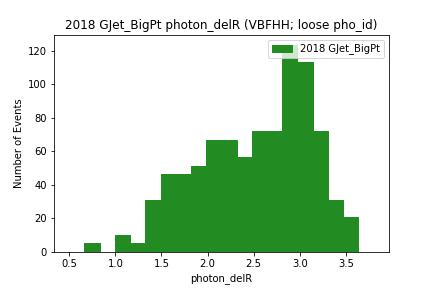 2018 GJet_BigPt photon_delR (VBFHH; loose pho_id)
2018 GJet_BigPt
Number of Events
120
100
80
60
40
20
0
0.5 1.0 1.5 2.0 2.5 3.0 3.5
photon_delR